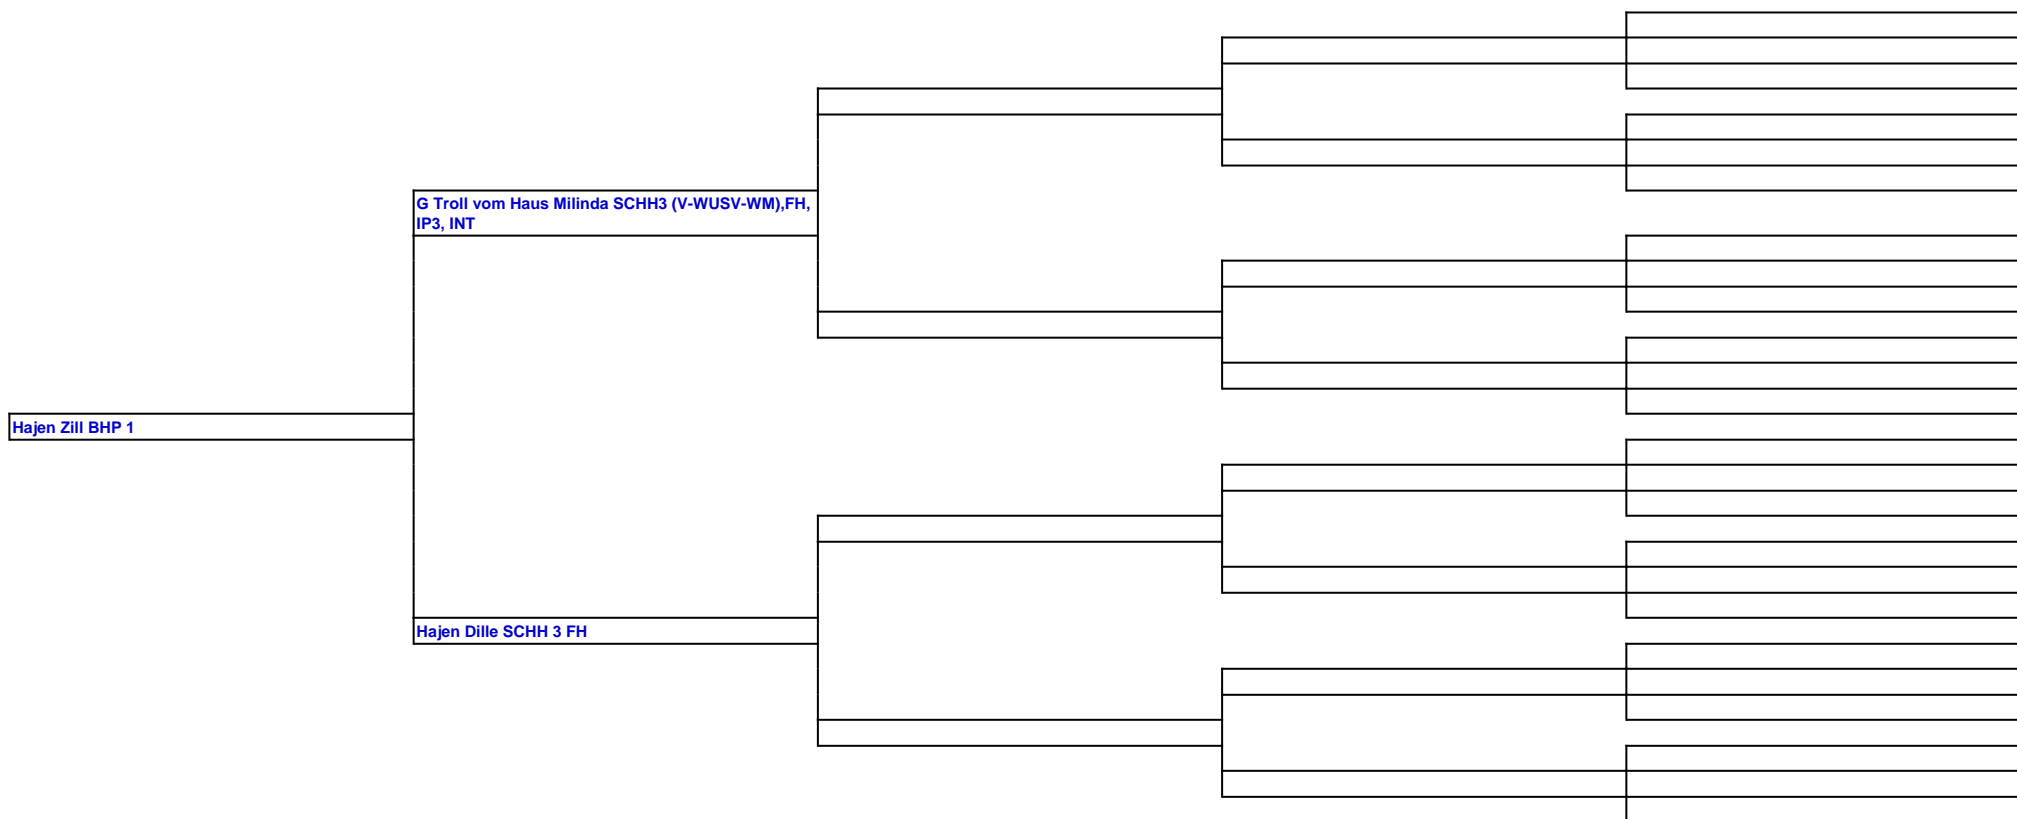 G Troll vom Haus Milinda SCHH3 (V-WUSV-WM),FH,
IP3, INT
Hajen Zill BHP 1
Hajen Dille SCHH 3 FH